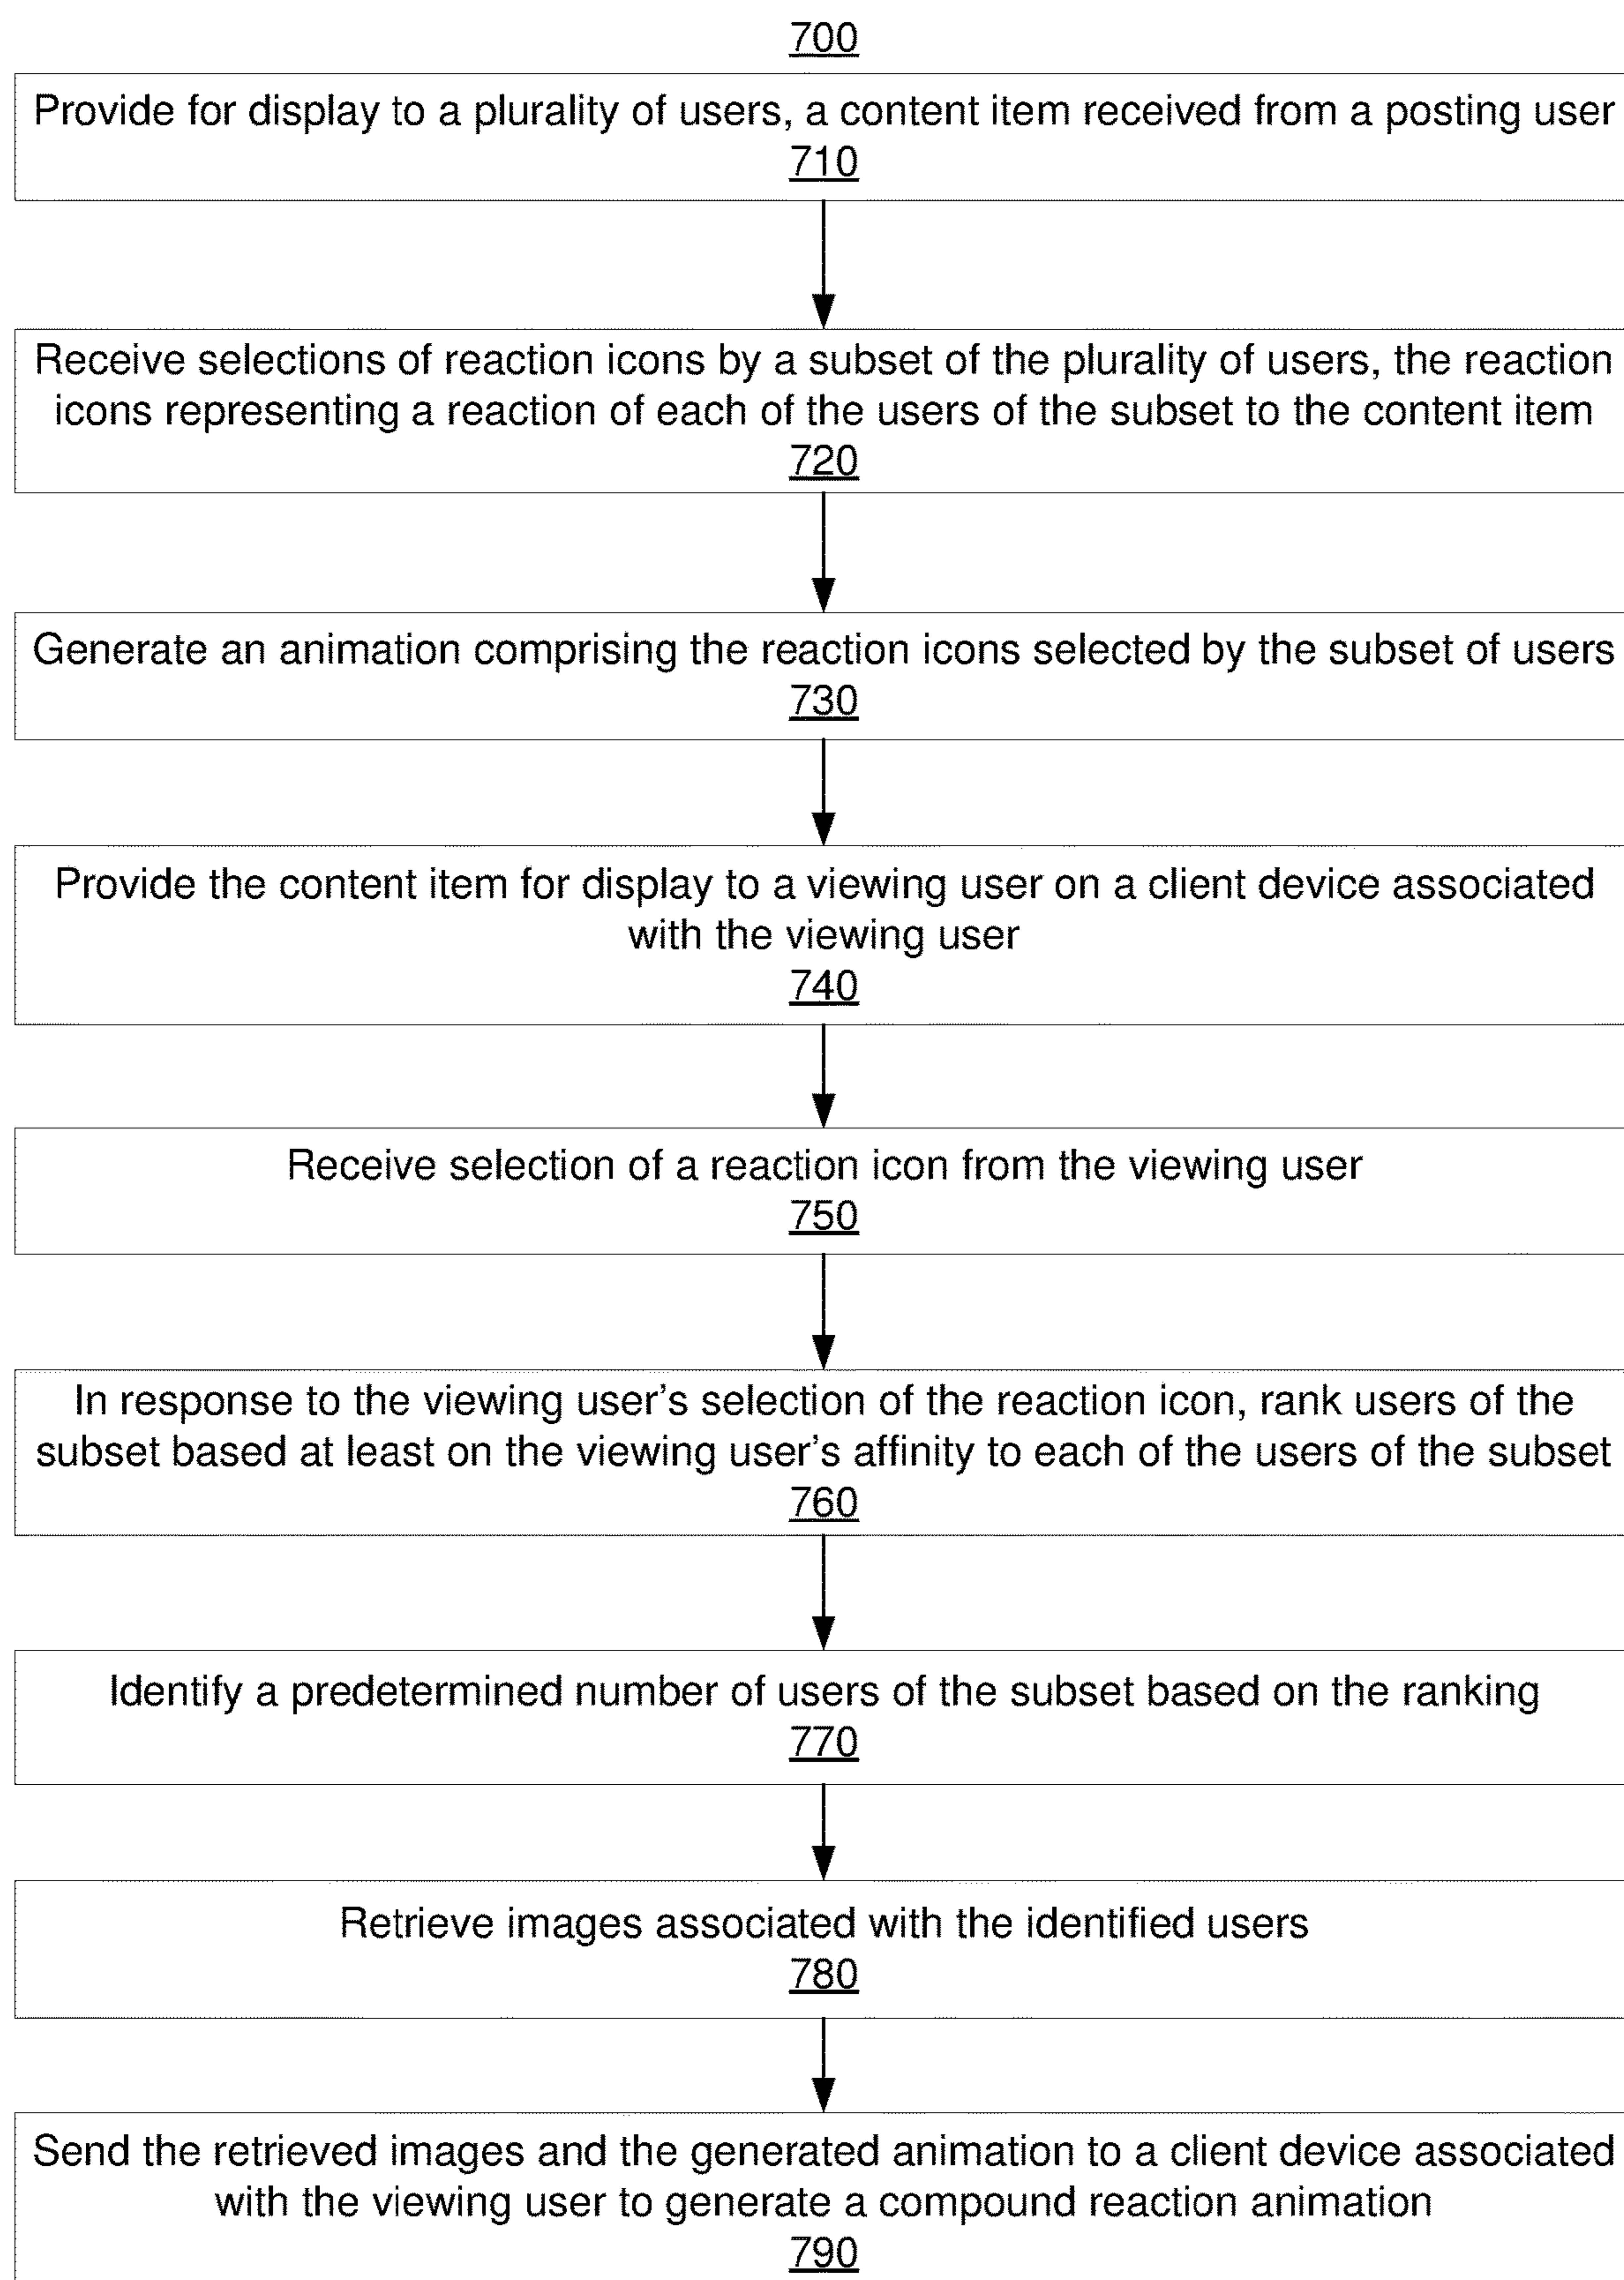 700
Provide for display to a plurality of users, a content item received from a posting user
710
Receive selections of reaction icons by a subset of the plurality of users, the reaction
icons representing a reaction of each of the users of the subset to the content item
720
Generate an animation comprising the reaction icons selected by the subset of users
730
Provide the content item for display to a viewing user on a client device associated
with the viewing user
740
Receive selection of a reaction icon from the viewing user
750
In response to the viewing user’s selection of the reaction icon, rank users of the
subset based at least on the viewing user’s affinity to each of the users of the subset
760
Identify a predetermined number of users of the subset based on the ranking
770
Retrieve images associated with the identified users
780
Send the retrieved images and the generated animation to a client device associated
with the viewing user to generate a compound reaction animation
790